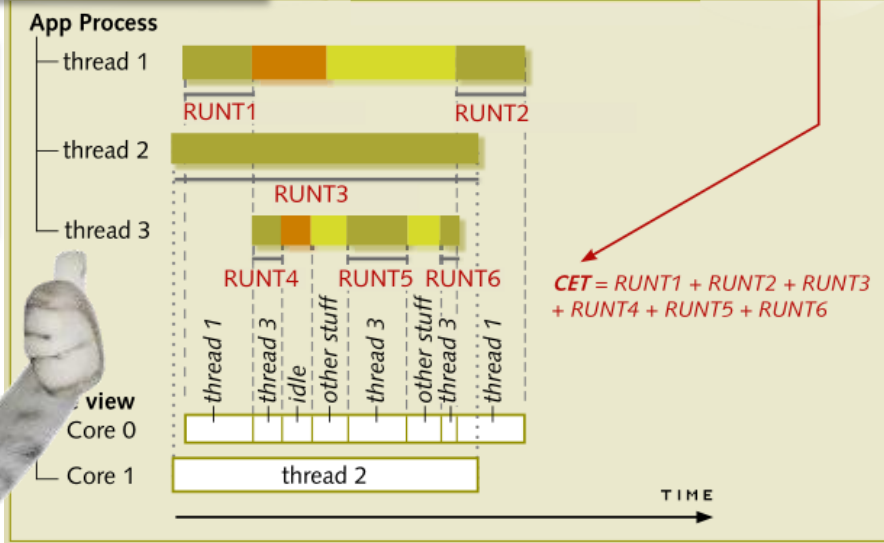 App Process
thread 1
RUNT1
RUNT2
thread 2
RUNT3
thread 3
RUNT4
RUNT5
RUNT6
CET = RUNT1 + RUNT2 + RUNT3
+ RUNT4 + RUNT5 + RUNT6
thread 1
thread 3
idle
other stuff
thread 3
other stuff
thread 3
thread 1
view
Core 0
Core 1
thread 2
TIME